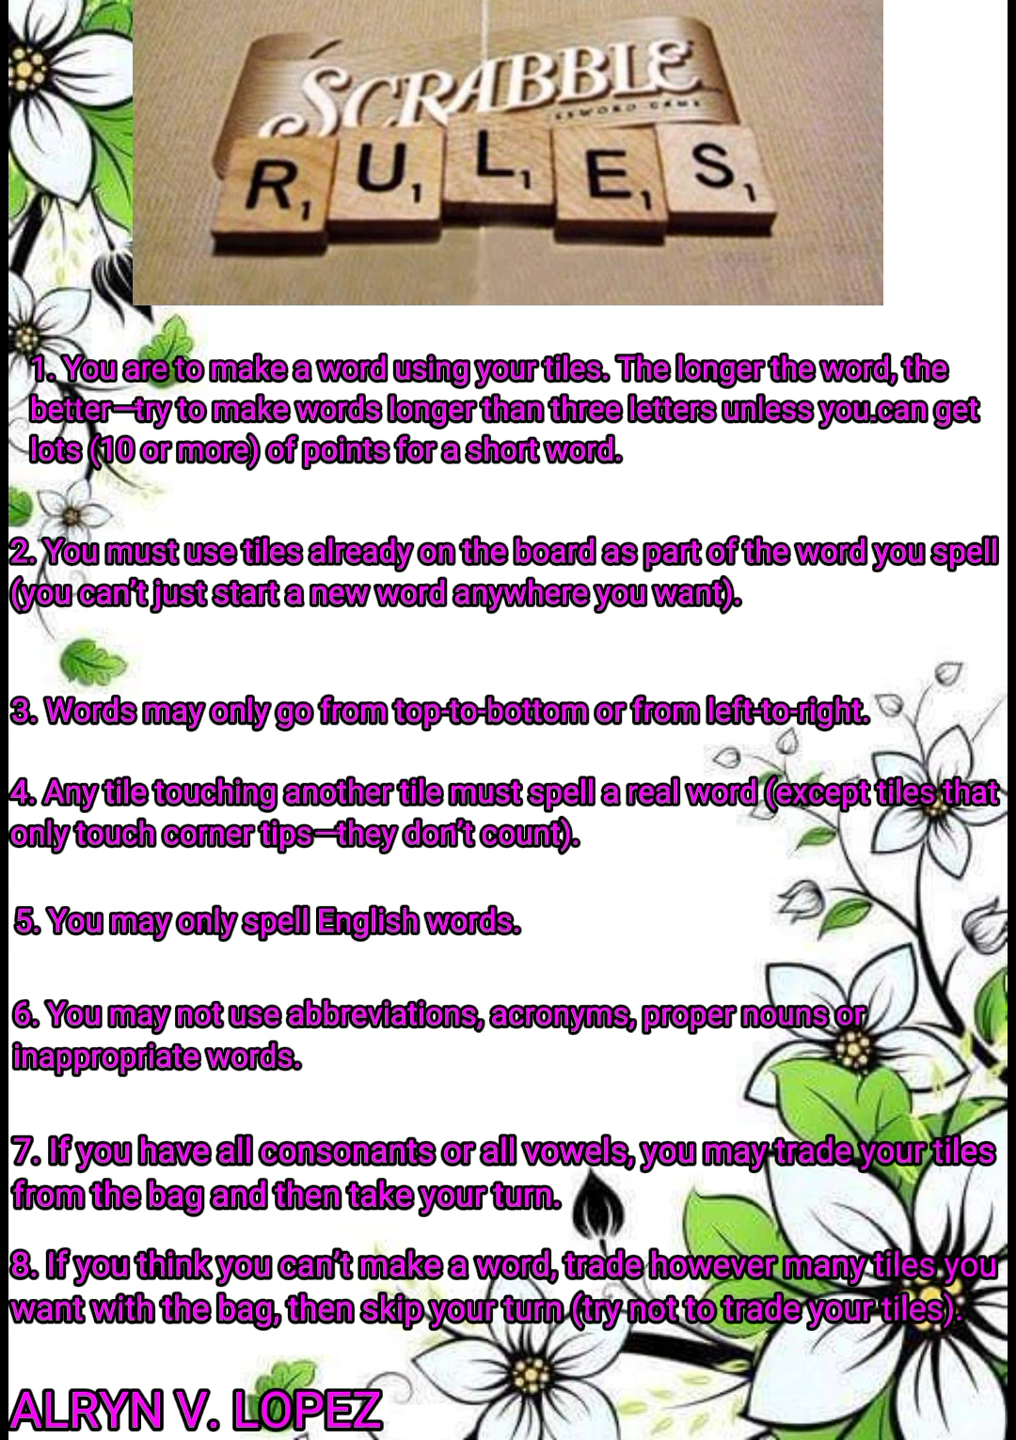 SCRABBLE
R1 U1 L1 E1 S1
1. You are to make a word using your tiles. The longer the word, the
better—try to make words longer than three letters unless you.can get
lots (10 or more) of points for a short word.
2. You must use tiles already on the board as part of the word you spell
(you can't just start a new word anywhere you want).
3. Words may only go from top-to-bottom or from left-to-right.
4. Any tile touching another tile must spell a real word (except tiles that
only touch corner tips—they don't count).
5. You may only spell English words.
6. You may not use abbreviations, acronyms, proper nouns or
inappropriate words.
7. If you have all consonants or all vowels, you may trade your tiles
from the bag and then take your turn.
8. If you think you can't make a word, trade however many tiles you
want with the bag, then skip your turn (try not to trade your tiles).
ALRYN V. LOPEZ